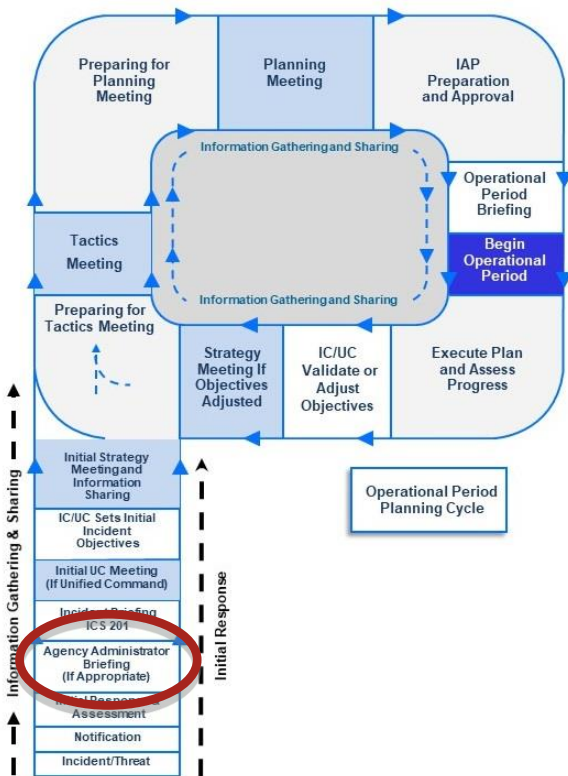 Preparing for
Planning
Meeting
Planning
Meeting
IAP
Preparation
and Approval
Information Gathering and Sharing
Operational
Period
Briefing
Begin
Operational
Period
Tactics
Meeting
Information Gathering and Sharing
Preparing for
Tactics Meeting
Strategy
Meeting If
Objectives
Adjusted
IC/UC
Validate or
Adjust
Objectives
Execute Plan
and Assess
Progress
Initial Strategy
Meeting and
Information
Sharing
IC/UC Sets Initial
Incident
Objectives
Initial UC Meeting
(If Unified Command)
Incident Briefing
ICS 201
Agency Administrator
Briefing
(If Appropriate)
Initial Response &
Assessment
Notification
Incident/Threat
Information Gathering & Sharing
Initial Response
Operational Period
Planning Cycle